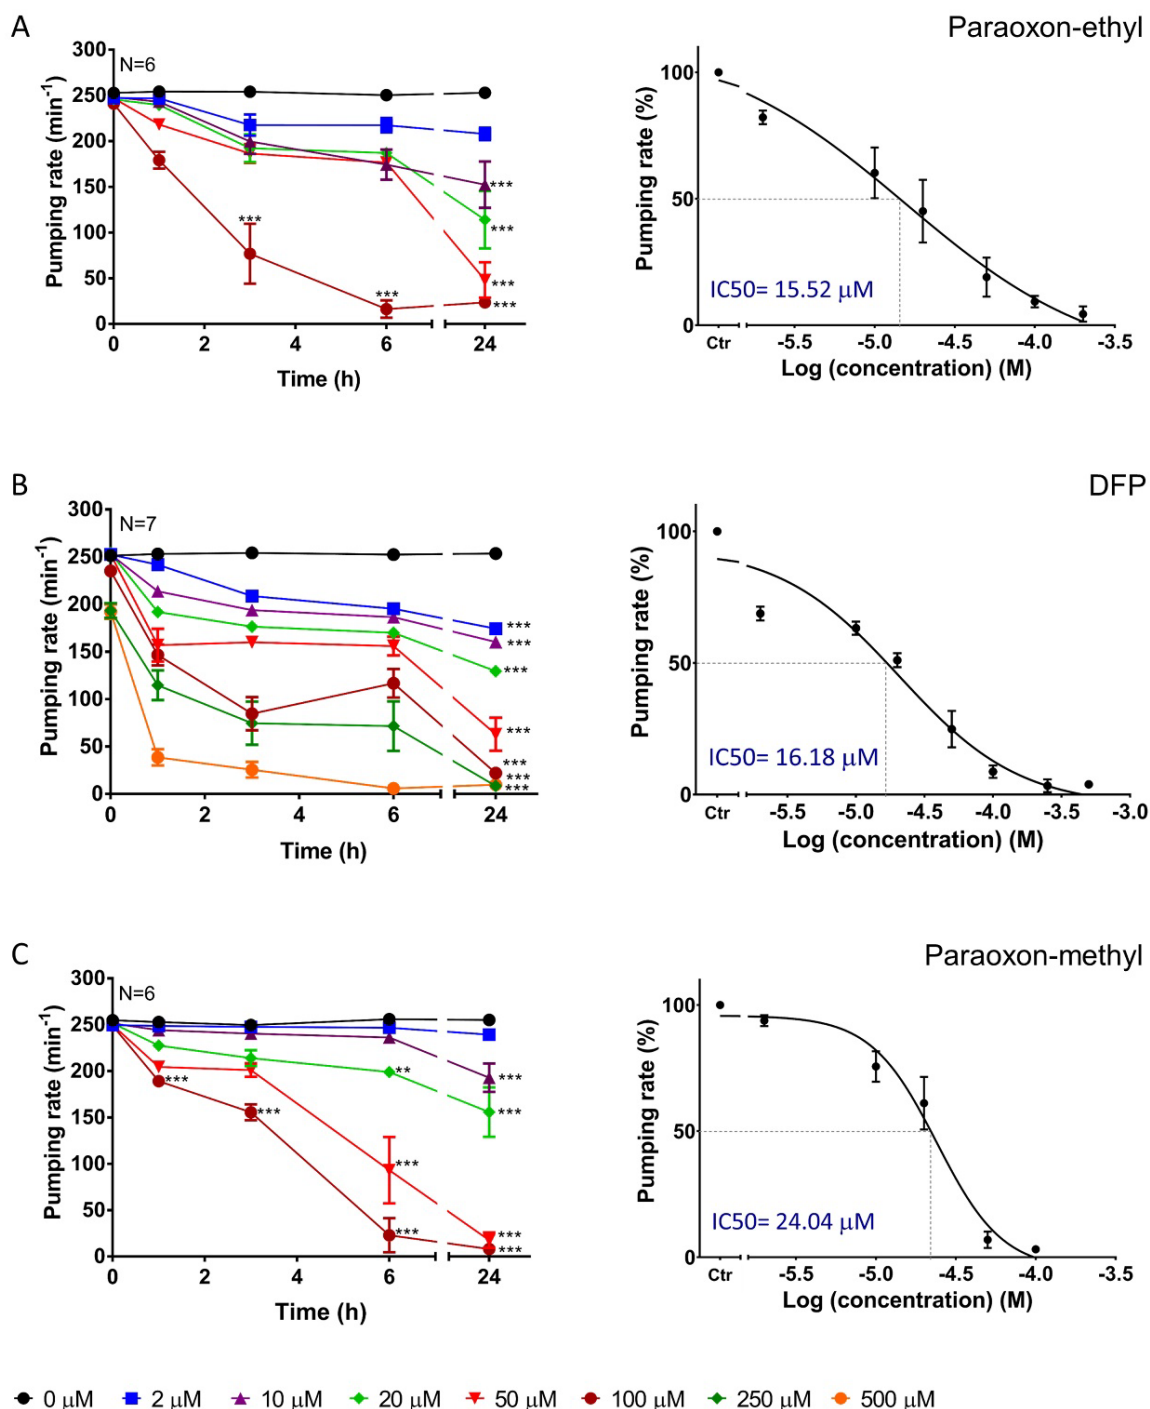 A
Paraoxon-ethyl
N=6
Pumping rate (min-1)
300
250
200
150
100
50
0
***
***
***
***
***
***
0 2 4 6 24
Time (h)
Pumping rate (%)
100
50
0
IC50= 15.52 μM
Ctr -5.5 -5.0 -4.5 -4.0 -3.5
Log (concentration) (M)
B
DFP
N=7
Pumping rate (min-1)
300
250
200
150
100
50
0
***
***
***
***
***
***
***
0 2 4 6 24
Time (h)
Pumping rate (%)
100
50
0
IC50= 16.18 μM
Ctr -5.5 -5.0 -4.5 -4.0 -3.5 -3.0
Log (concentration) (M)
C
Paraoxon-methyl
N=6
Pumping rate (min-1)
300
250
200
150
100
50
0
***
***
**
***
***
***
***
***
***
0 2 4 6 24
Time (h)
Pumping rate (%)
100
50
0
IC50= 24.04 μM
Ctr -5.5 -5.0 -4.5 -4.0 -3.5
Log (concentration) (M)
0 μM 2 μM 10 μM 20 μM 50 μM 100 μM 250 μM 500 μM